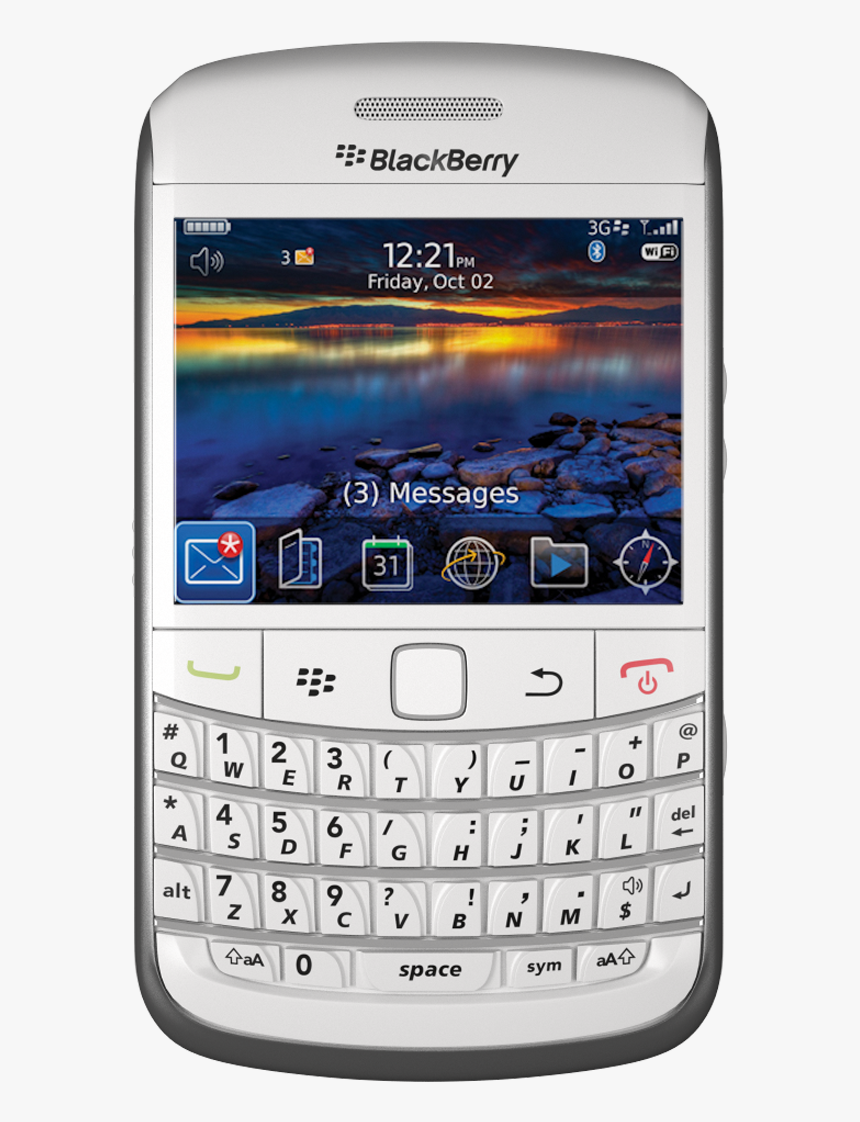 BlackBerry
3G
3 12:21PM
WiFi
Friday, Oct 02
(3) Messages
31
# Q 1 W 2 E 3 R ( T ) Y _ U - I + O @ P
* A 4 S 5 D 6 F / G : H ; J ' K " L del
alt 7 Z 8 X 9 C ? V ! B , N . M $
aA 0 space sym aA